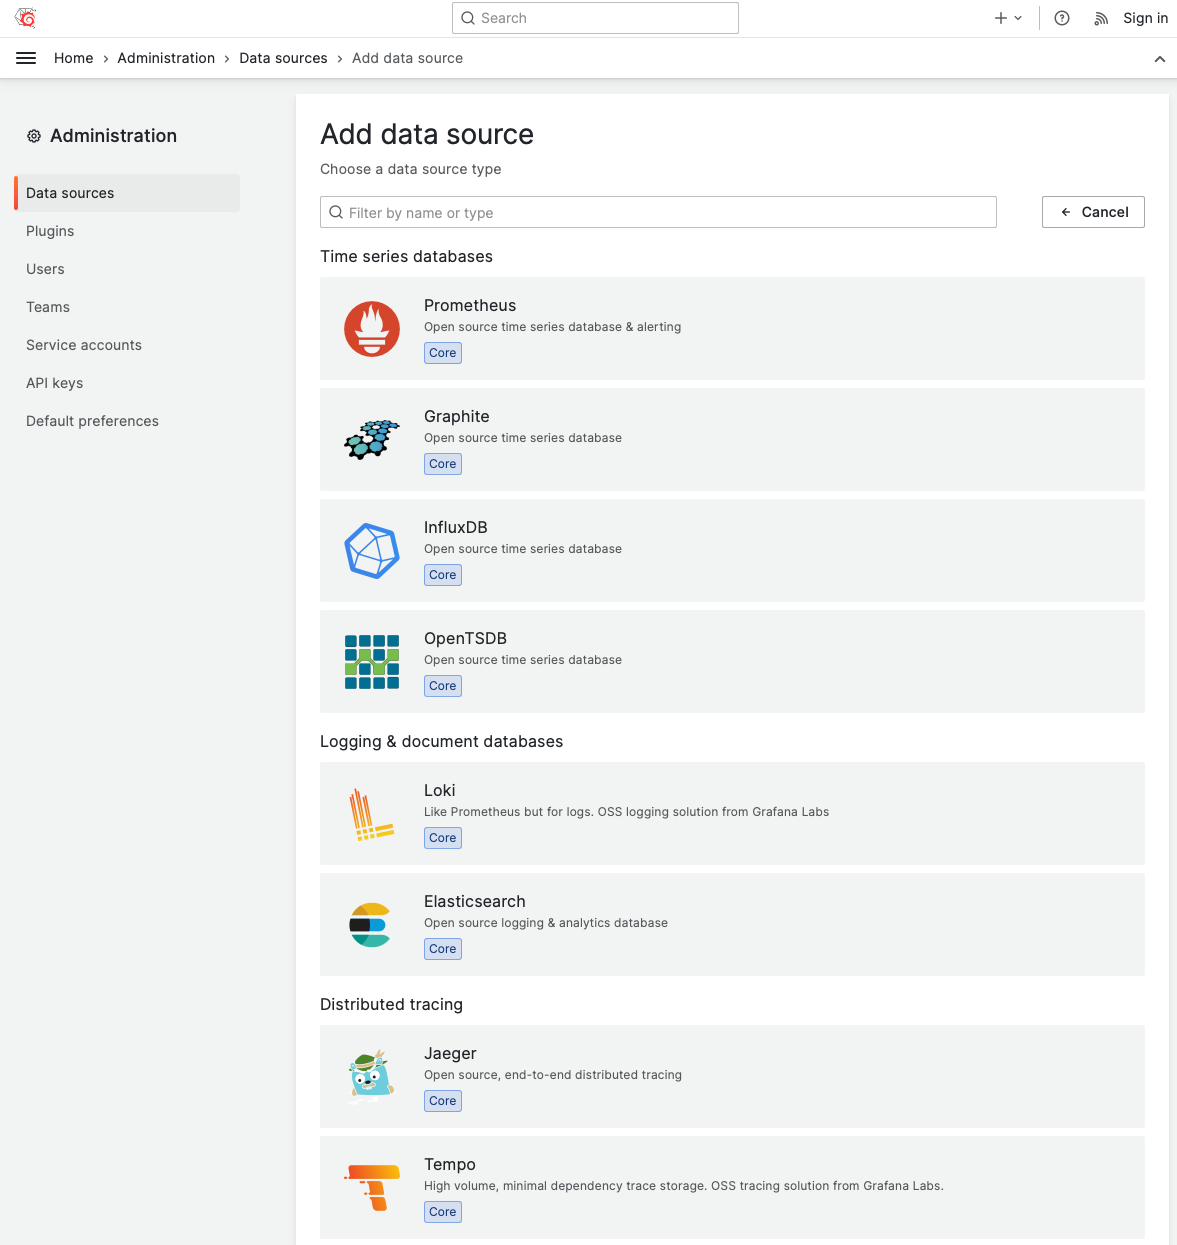 Search
Sign in
Home
Administration
Data sources
Add data source
Administration
Data sources
Plugins
Users
Teams
Service accounts
API keys
Default preferences
Add data source
Choose a data source type
Filter by name or type
Cancel
Time series databases
Prometheus
Open source time series database & alerting
Core
Graphite
Open source time series database
Core
InfluxDB
Open source time series database
Core
OpenTSDB
Open source time series database
Core
Logging & document databases
Loki
Like Prometheus but for logs. OSS logging solution from Grafana Labs
Core
Elasticsearch
Open source logging & analytics database
Core
Distributed tracing
Jaeger
Open source, end-to-end distributed tracing
Core
Tempo
High volume, minimal dependency trace storage. OSS tracing solution from Grafana Labs.
Core